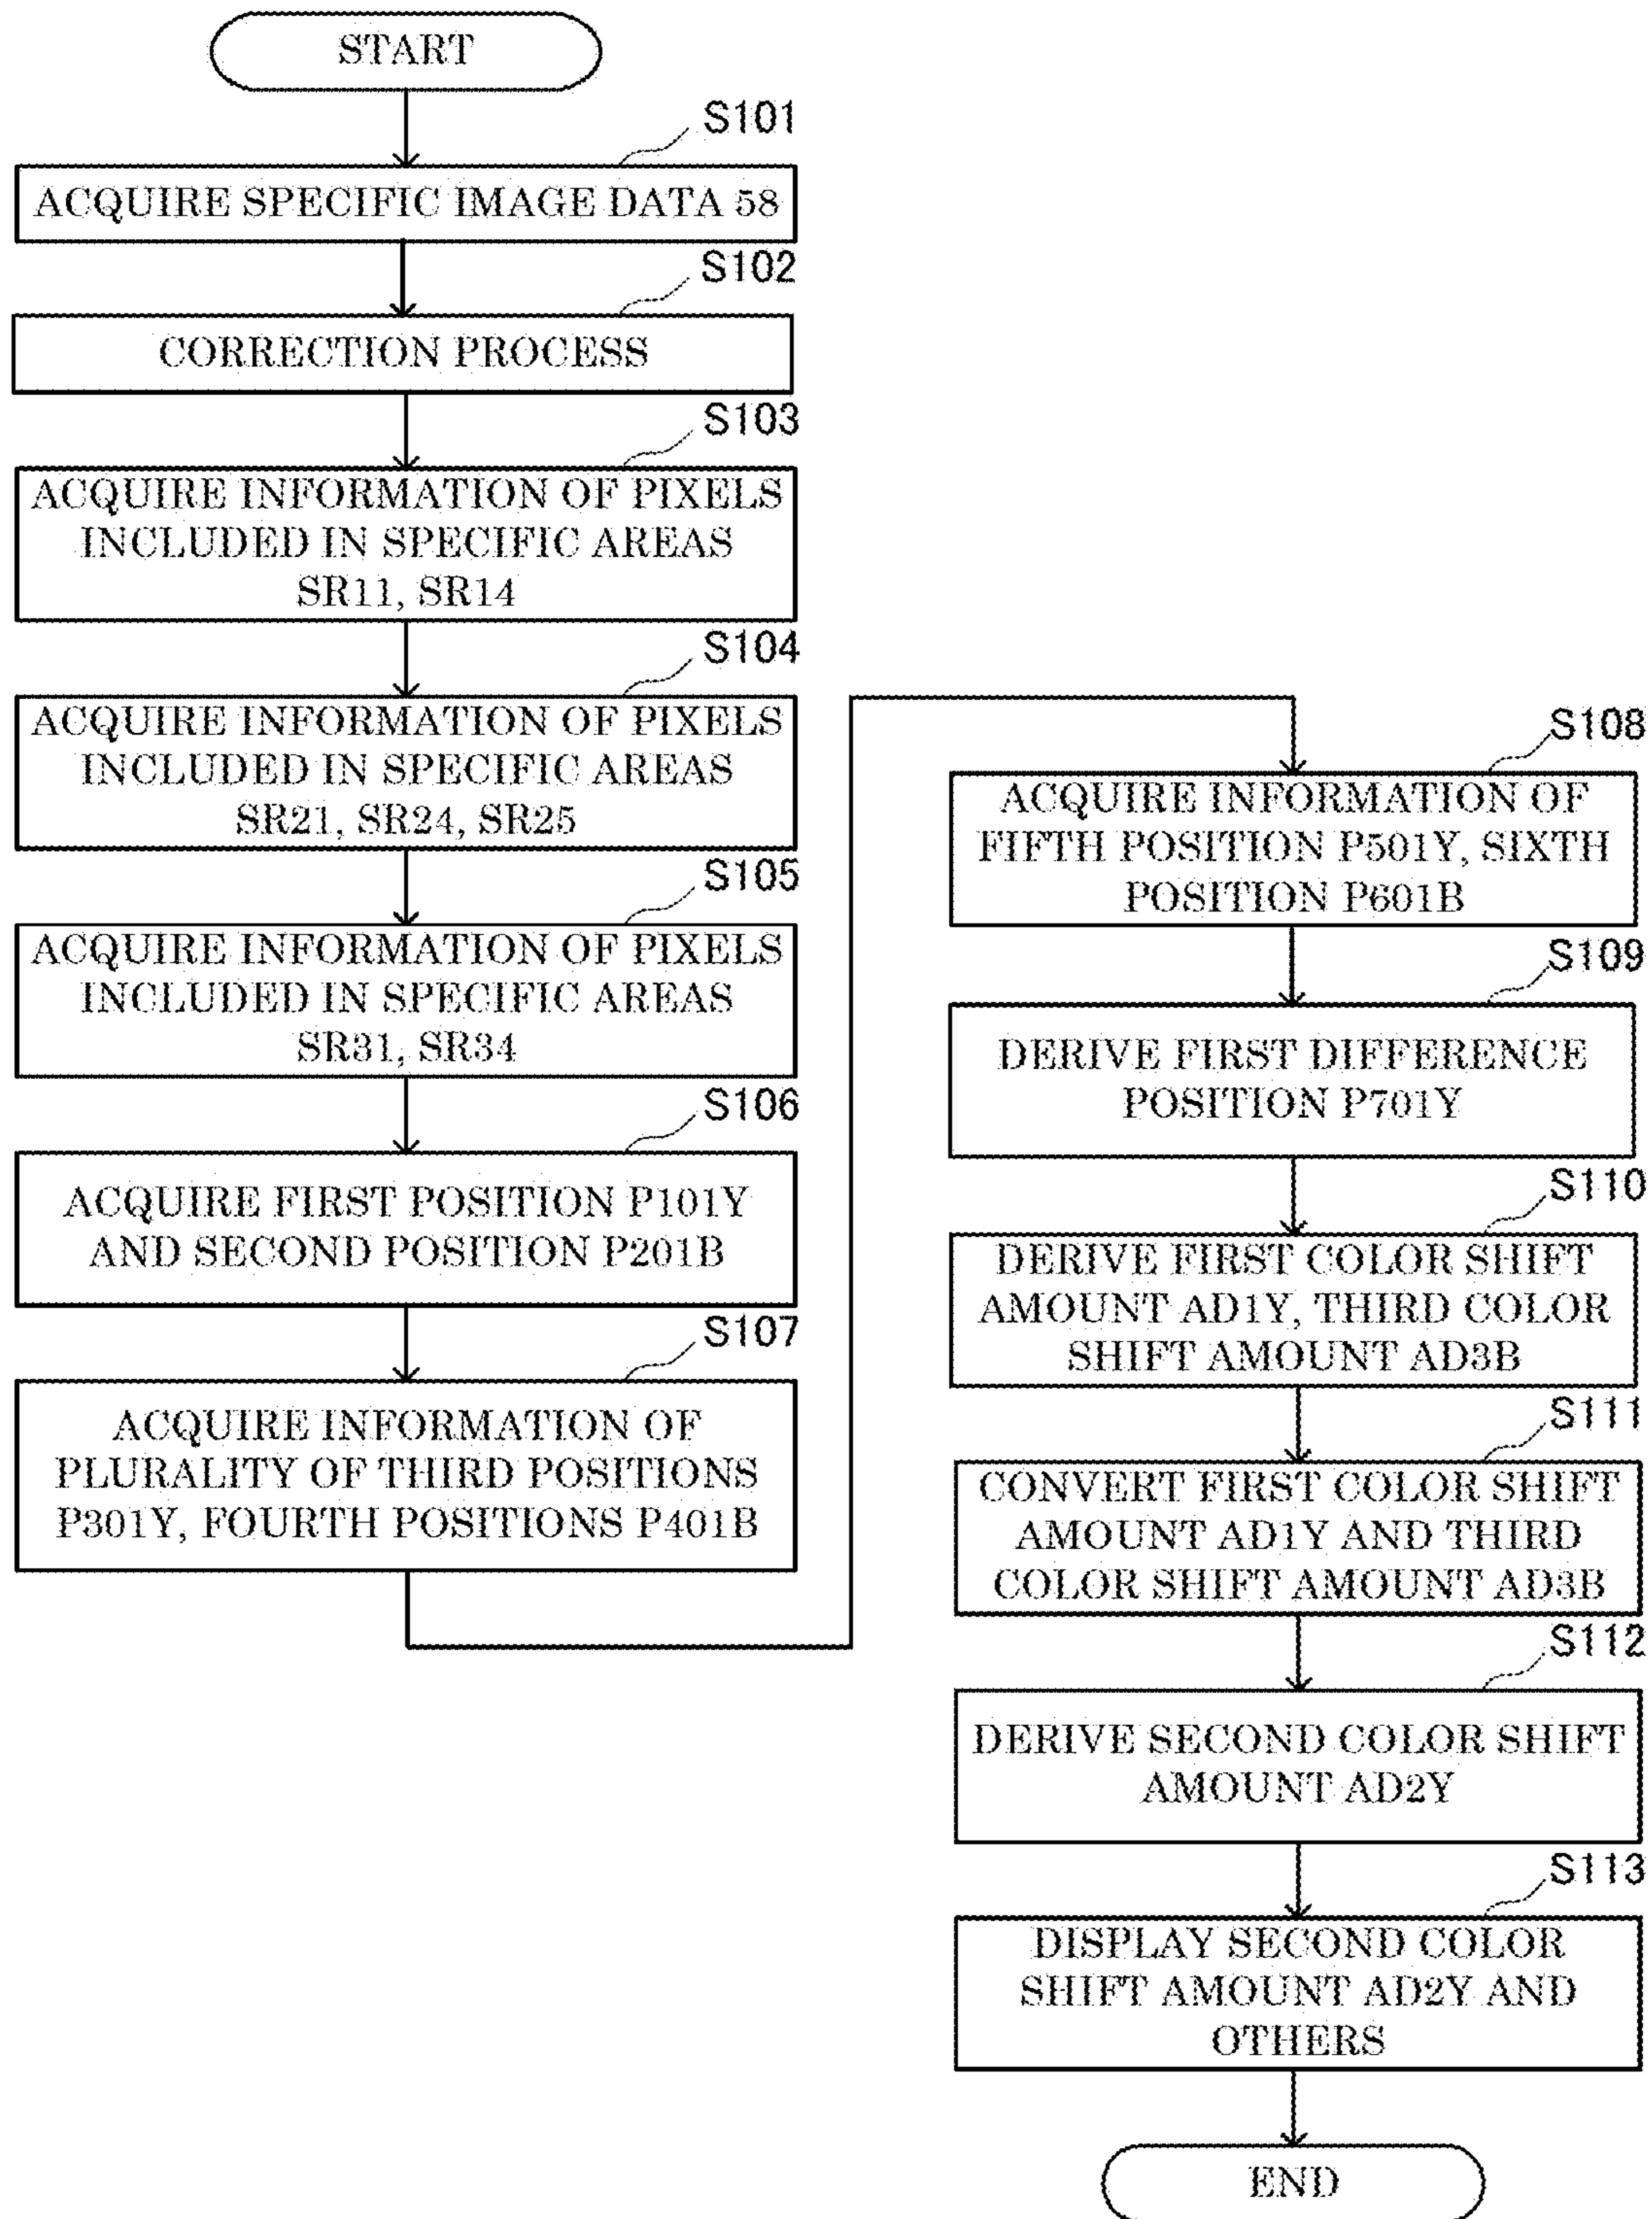 START
S101
ACQUIRE SPECIFIC IMAGE DATA 58
S102
CORRECTION PROCESS
S103
ACQUIRE INFORMATION OF PIXELS
INCLUDED IN SPECIFIC AREAS
SR11, SR14
S104
ACQUIRE INFORMATION OF PIXELS
INCLUDED IN SPECIFIC AREAS
SR21, SR24, SR25
S105
ACQUIRE INFORMATION OF PIXELS
INCLUDED IN SPECIFIC AREAS
SR31, SR34
S106
ACQUIRE FIRST POSITION P101Y
AND SECOND POSITION P201B
S107
ACQUIRE INFORMATION OF
PLURALITY OF THIRD POSITIONS
P301Y, FOURTH POSITIONS P401B
S108
ACQUIRE INFORMATION OF
FIFTH POSITION P501Y, SIXTH
POSITION P601B
S109
DERIVE FIRST DIFFERENCE
POSITION P701Y
S110
DERIVE FIRST COLOR SHIFT
AMOUNT AD1Y, THIRD COLOR
SHIFT AMOUNT AD3B
S111
CONVERT FIRST COLOR SHIFT
AMOUNT AD1Y AND THIRD
COLOR SHIFT AMOUNT AD3B
S112
DERIVE SECOND COLOR SHIFT
AMOUNT AD2Y
S113
DISPLAY SECOND COLOR
SHIFT AMOUNT AD2Y AND
OTHERS
END